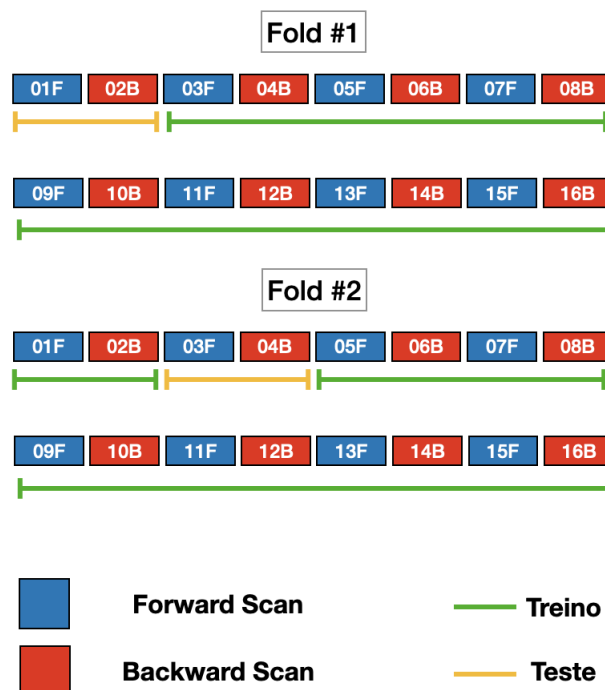 Fold #1
01F 02B 03F 04B 05F 06B 07F 08B
09F 10B 11F 12B 13F 14B 15F 16B
Fold #2
01F 02B 03F 04B 05F 06B 07F 08B
09F 10B 11F 12B 13F 14B 15F 16B
Forward Scan Treino
Backward Scan Teste